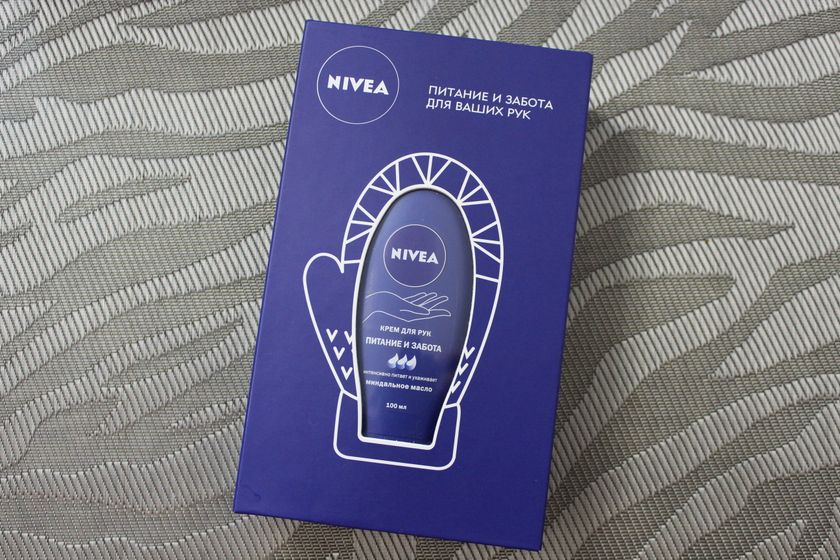 NIVEA
ПИТАНИЕ И ЗАБОТА
ДЛЯ ВАШИХ РУК
NIVEA
КРЕМ ДЛЯ РУК
ПИТАНИЕ И ЗАБОТА
интенсивно питает и ухаживает
миндальное масло
100 мл